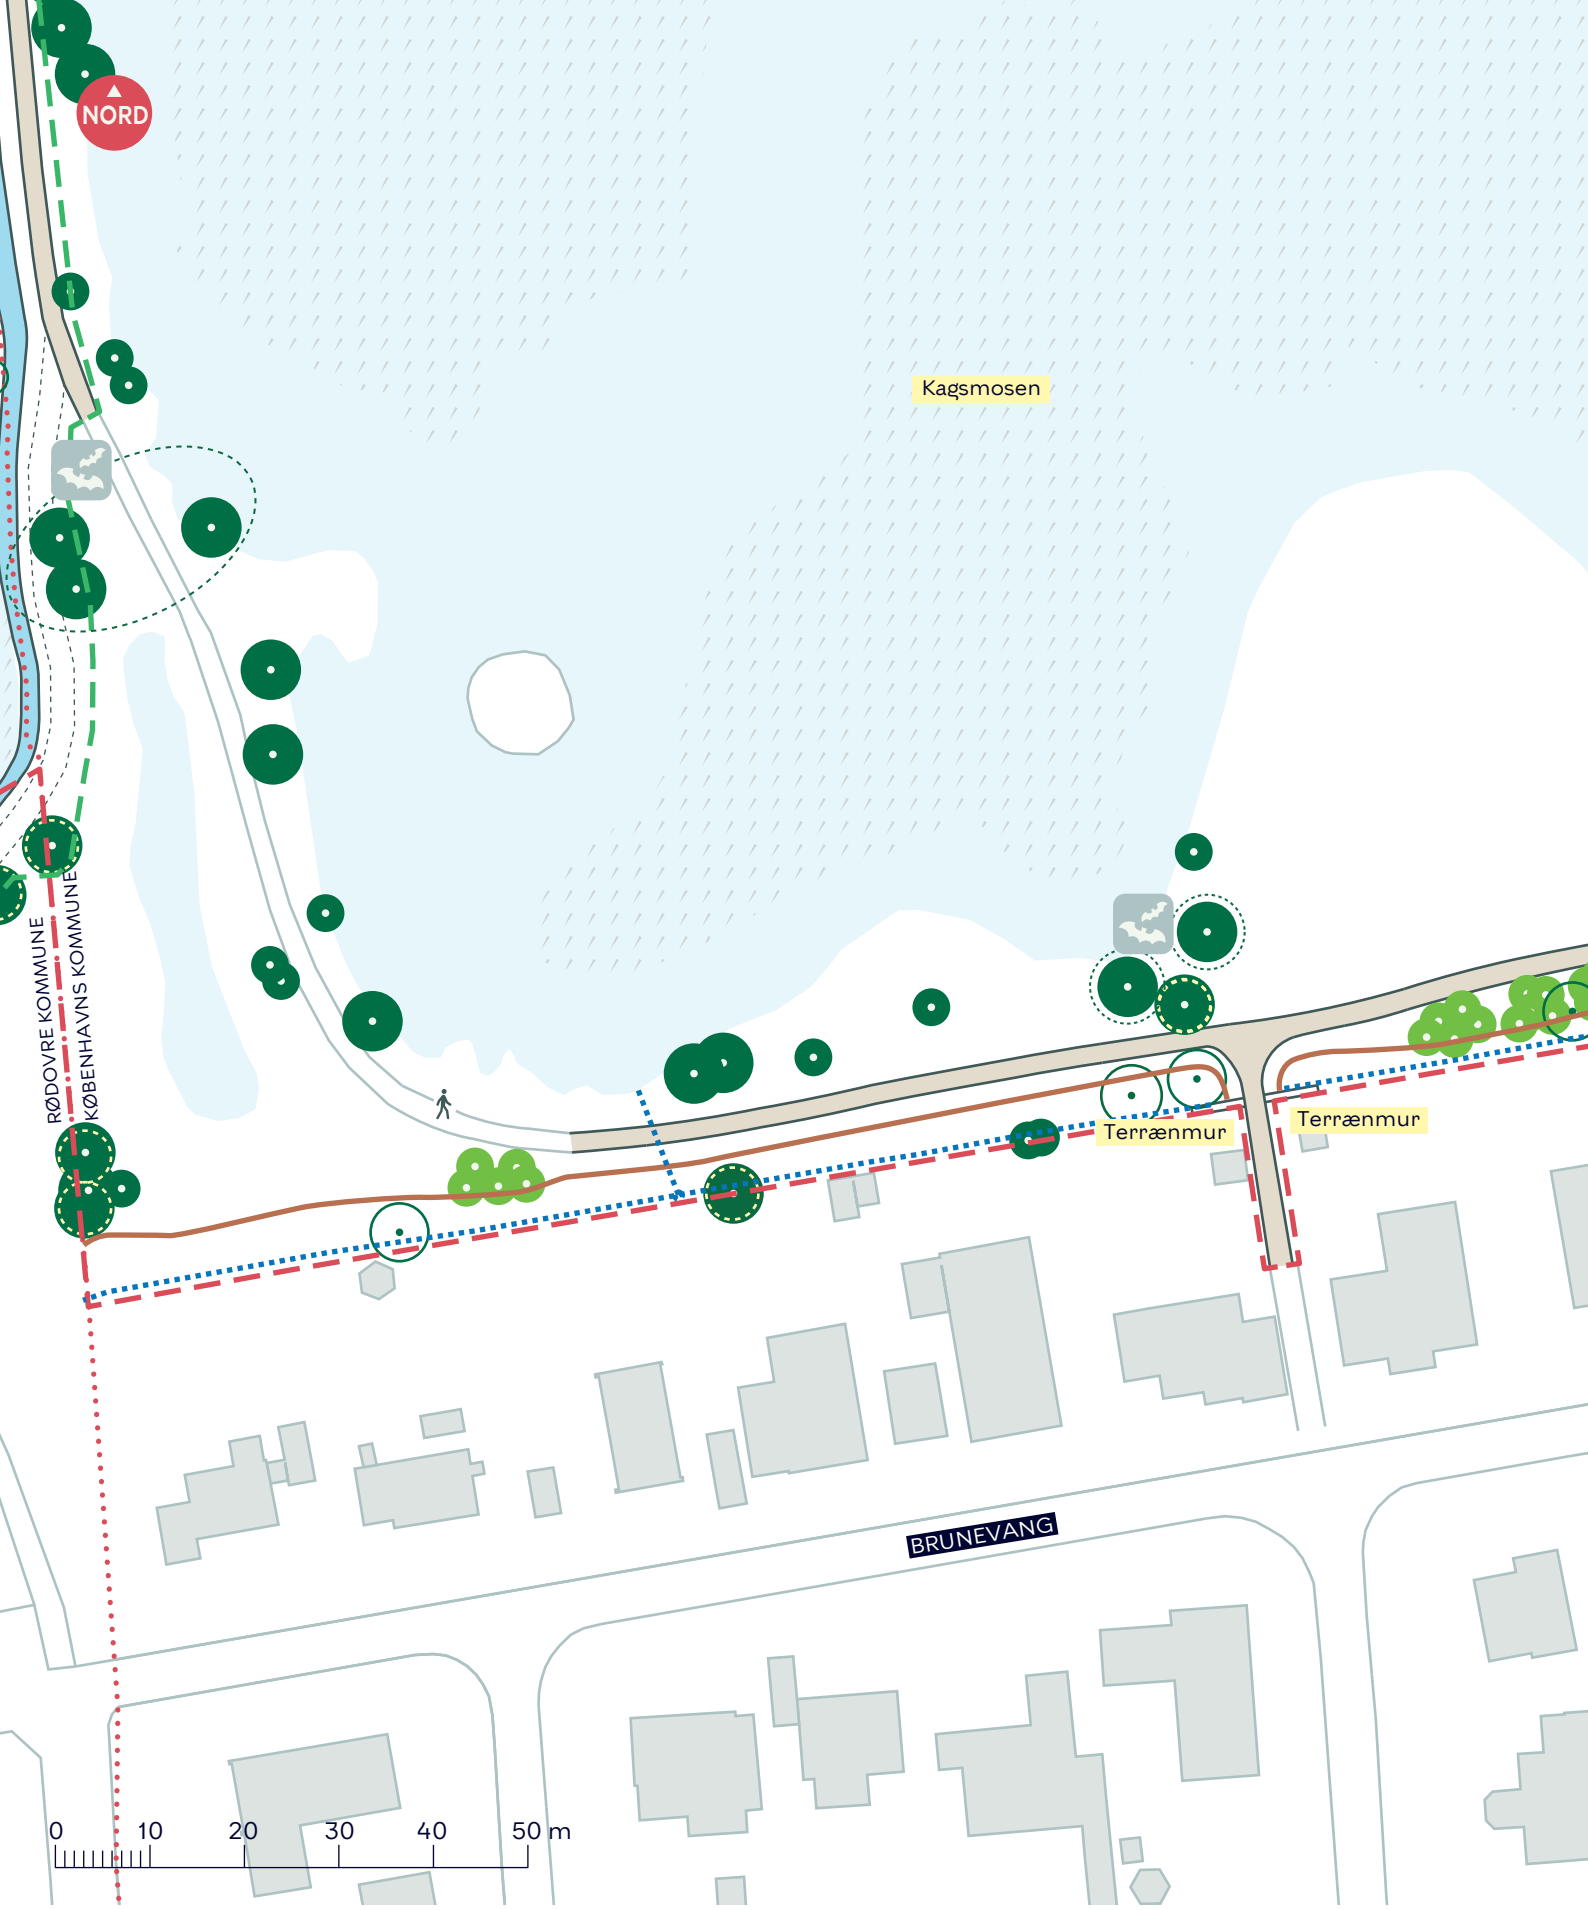 NORD
Kagsmosen
RØDOVRE KOMMUNE
KØBENHAVNS KOMMUNE
Terrænmur
Terrænmur
BRUNEVANG
0 10 20 30 40 50 m